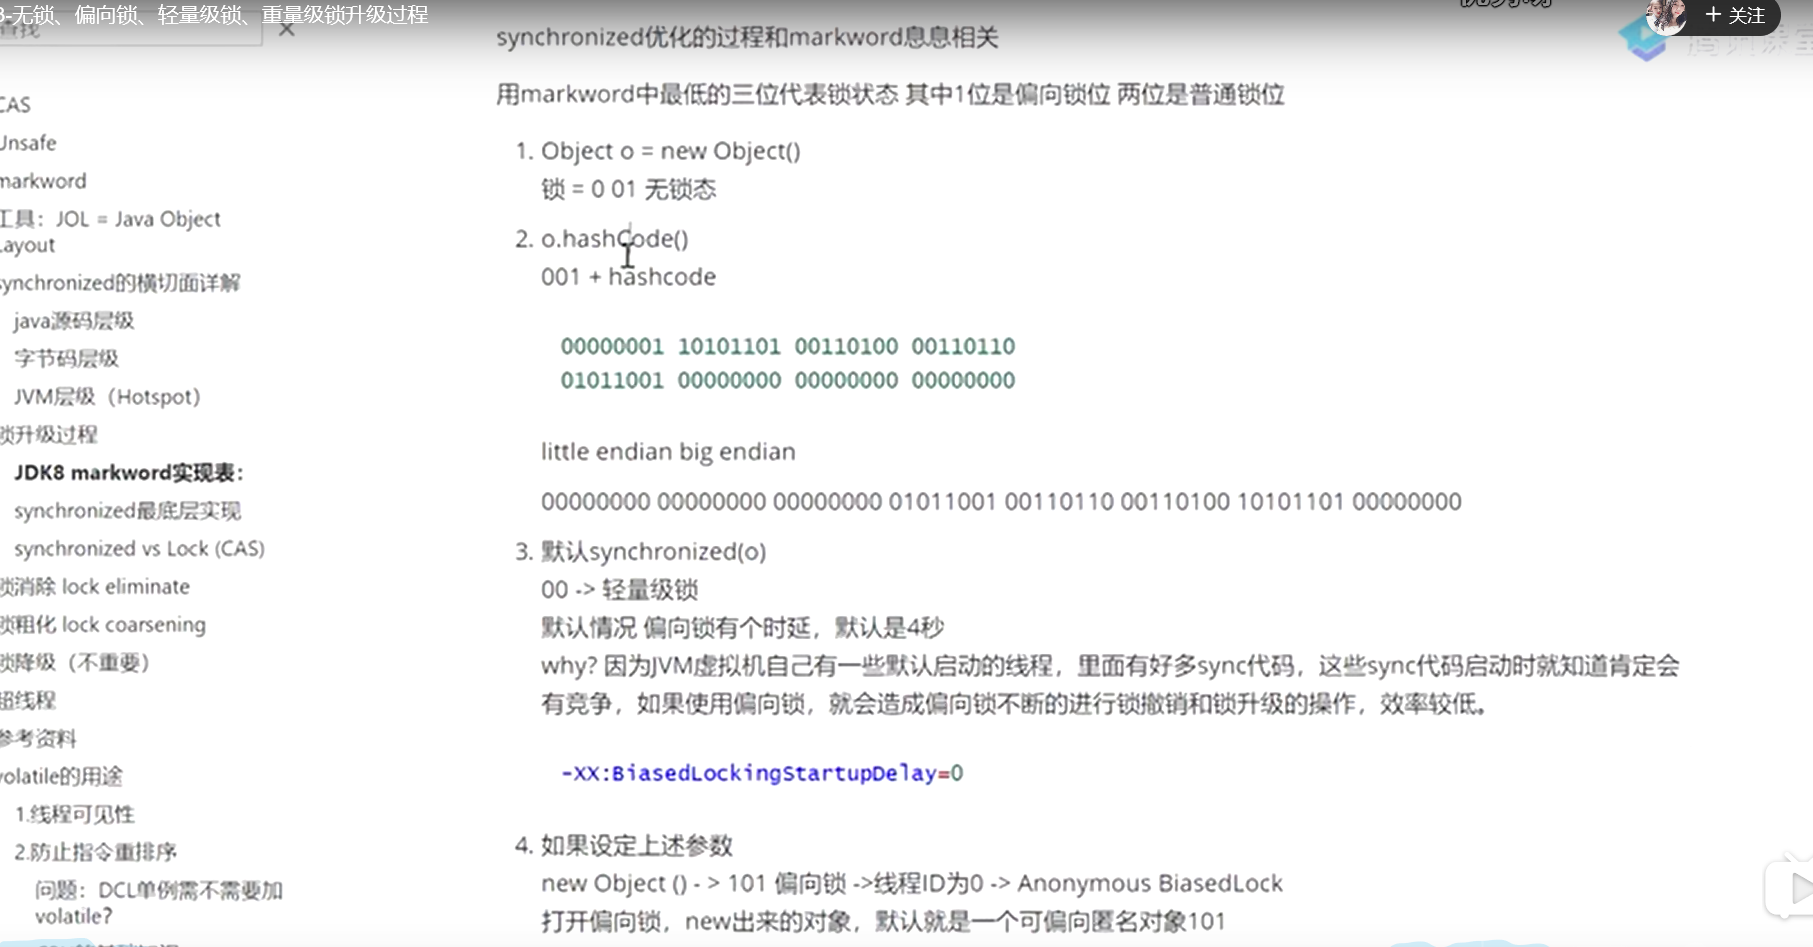 3-无锁、偏向锁、轻量级锁、重量级锁升级过程
+ 关注
查找
CAS
Unsafe
markword
工具：JOL = Java Object
Layout
synchronized的横切面详解
java源码层级
字节码层级
JVM层级（Hotspot）
锁升级过程
JDK8 markword实现表：
synchronized最底层实现
synchronized vs Lock (CAS)
锁消除 lock eliminate
锁粗化 lock coarsening
锁降级（不重要）
超线程
参考资料
volatile的用途
1.线程可见性
2.防止指令重排序
问题：DCL单例需不需要加
volatile?
synchronized优化的过程和markword息息相关
用markword中最低的三位代表锁状态 其中1位是偏向锁位 两位是普通锁位
1. Object o = new Object()
锁 = 0 01 无锁态
2. o.hashCode()
001 + hashcode
00000001 10101101 00110100 00110110
01011001 00000000 00000000 00000000
little endian big endian
00000000 00000000 00000000 01011001 00110110 00110100 10101101 00000000
3. 默认synchronized(o)
00 -> 轻量级锁
默认情况 偏向锁有个时延，默认是4秒
why? 因为JVM虚拟机自己有一些默认启动的线程，里面有好多sync代码，这些sync代码启动时就知道肯定会
有竞争，如果使用偏向锁，就会造成偏向锁不断的进行锁撤销和锁升级的操作，效率较低。
-XX:BiasedLockingStartupDelay=0
4. 如果设定上述参数
new Object () - > 101 偏向锁 ->线程ID为0 -> Anonymous BiasedLock
打开偏向锁，new出来的对象，默认就是一个可偏向匿名对象101